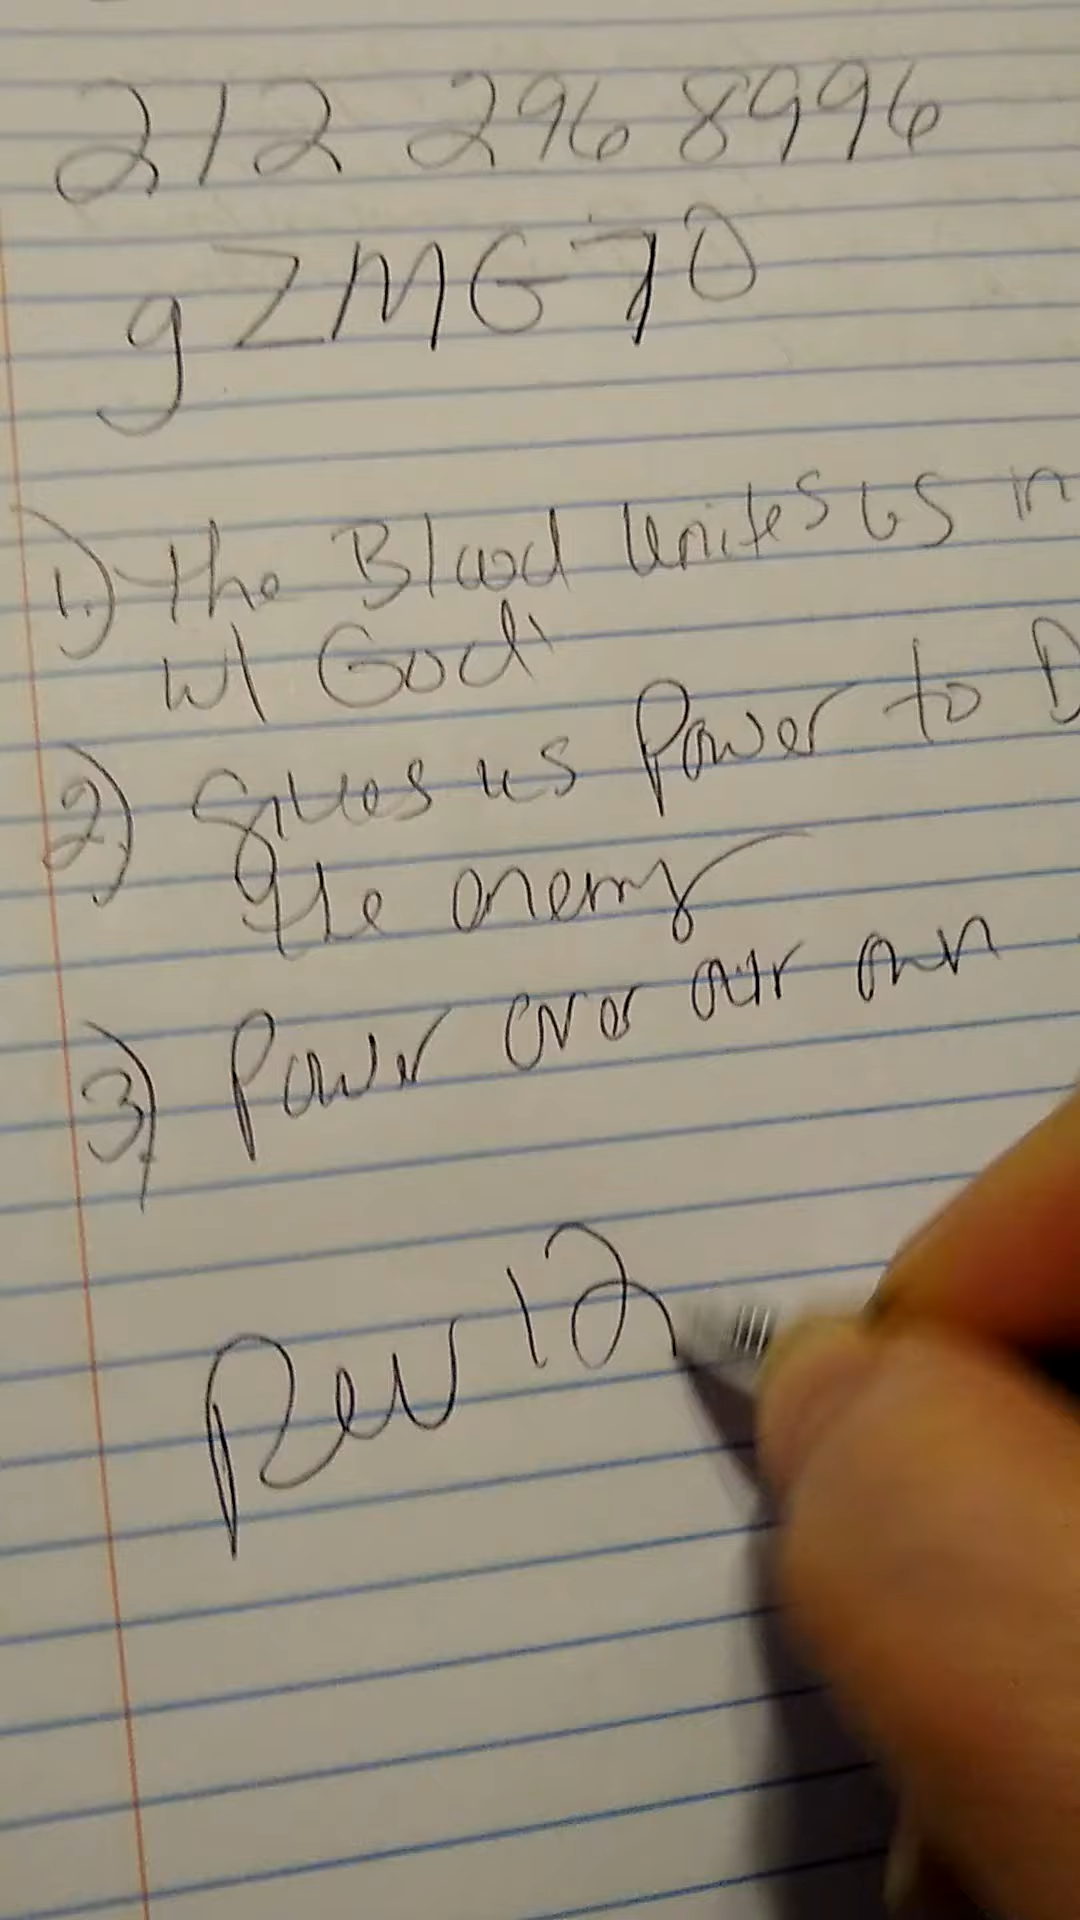 212 296 8996
gZMG70
1.) the Blood Unites us in
w/ God
2.) Gives us Power to D
the enemy
3.) Power over our own
Rev 12